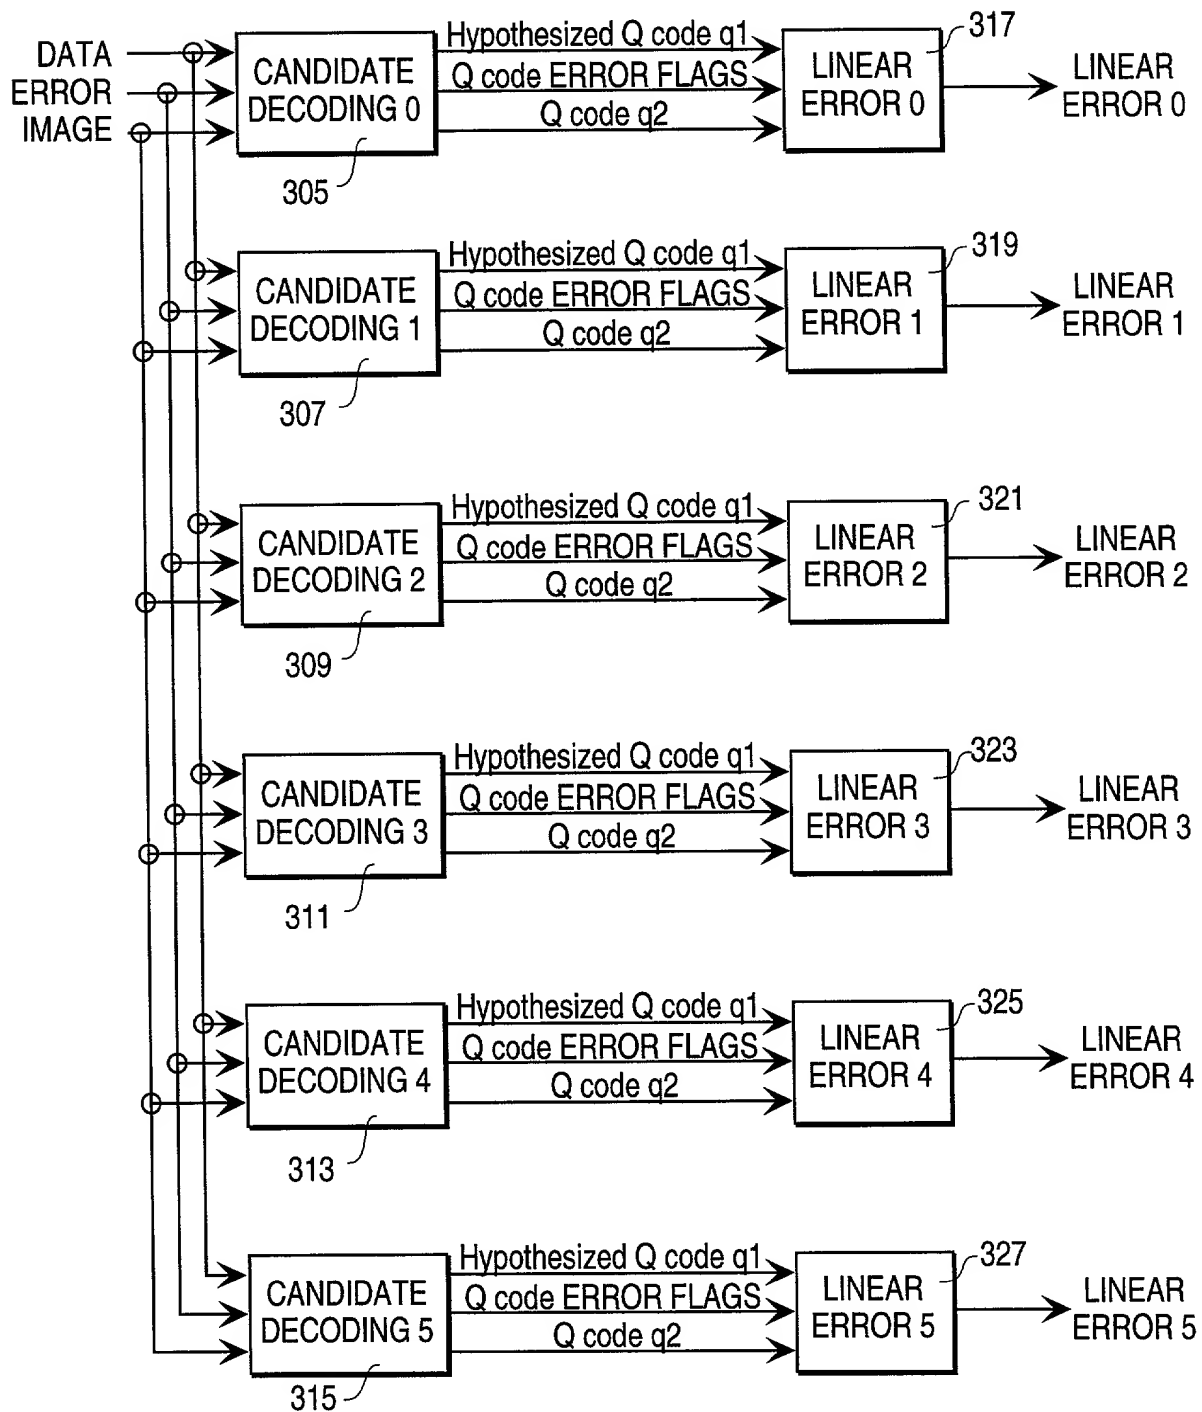 DATA
ERROR
IMAGE
CANDIDATE
DECODING 0
305
Hypothesized Q code q1
Q code ERROR FLAGS
Q code q2
LINEAR
ERROR 0
317
LINEAR
ERROR 0
CANDIDATE
DECODING 1
307
Hypothesized Q code q1
Q code ERROR FLAGS
Q code q2
LINEAR
ERROR 1
319
LINEAR
ERROR 1
CANDIDATE
DECODING 2
309
Hypothesized Q code q1
Q code ERROR FLAGS
Q code q2
LINEAR
ERROR 2
321
LINEAR
ERROR 2
CANDIDATE
DECODING 3
311
Hypothesized Q code q1
Q code ERROR FLAGS
Q code q2
LINEAR
ERROR 3
323
LINEAR
ERROR 3
CANDIDATE
DECODING 4
313
Hypothesized Q code q1
Q code ERROR FLAGS
Q code q2
LINEAR
ERROR 4
325
LINEAR
ERROR 4
CANDIDATE
DECODING 5
315
Hypothesized Q code q1
Q code ERROR FLAGS
Q code q2
LINEAR
ERROR 5
327
LINEAR
ERROR 5